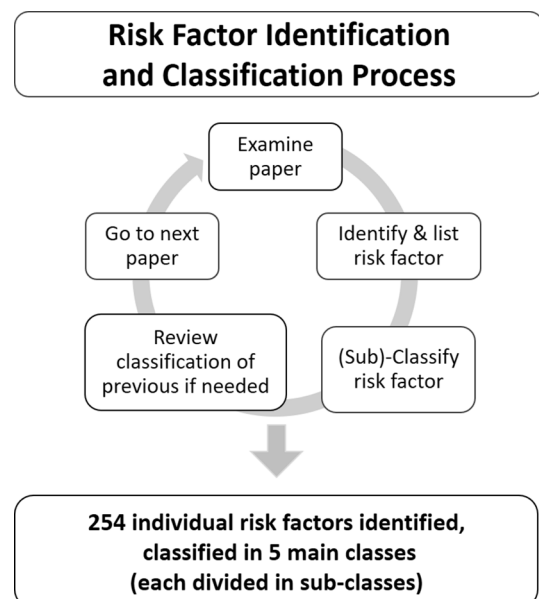 Risk Factor Identification
and Classification Process
Examine
paper
Identify & list
risk factor
(Sub)-Classify
risk factor
Review
classification of
previous if needed
Go to next
paper
254 individual risk factors identified,
classified in 5 main classes
(each divided in sub-classes)